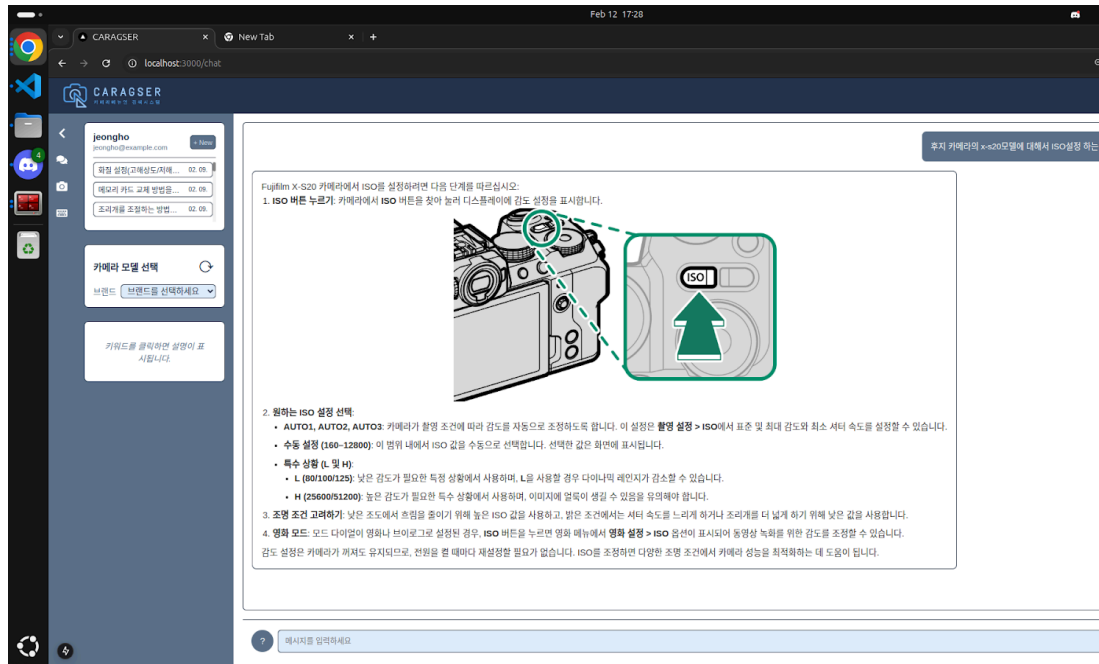 Feb 12 17:28
CARAGSER
New Tab
localhost:3000/chat
CARAGSER
jeongho
jeongho@example.com
+ New
화질 설정(고해상도/저해... 02. 09.
메모리 카드 교체 방법을... 02. 09.
조리개를 조절하는 방법... 02. 09.
카메라 모델 선택
브랜드 브랜드를 선택하세요
키워드를 클릭하면 설명이 표
시됩니다.
후지 카메라의 x-s20모델에 대해서 ISO설정 하는
Fujifilm X-S20 카메라에서 ISO를 설정하려면 다음 단계를 따르십시오:
1. ISO 버튼 누르기: 카메라에서 ISO 버튼을 찾아 눌러 디스플레이에 감도 설정을 표시합니다.
ISO
2. 원하는 ISO 설정 선택:
• AUTO1, AUTO2, AUTO3: 카메라가 촬영 조건에 따라 감도를 자동으로 조정하도록 합니다. 이 설정은 촬영 설정 > ISO에서 표준 및 최대 감도와 최소 셔터 속도를 설정할 수 있습니다.
• 수동 설정 (160–12800): 이 범위 내에서 ISO 값을 수동으로 선택합니다. 선택한 값은 화면에 표시됩니다.
• 특수 상황 (L 및 H):
• L (80/100/125): 낮은 감도가 필요한 특정 상황에서 사용하며, L을 사용할 경우 다이나믹 레인지가 감소할 수 있습니다.
• H (25600/51200): 높은 감도가 필요한 특수 상황에서 사용하며, 이미지에 얼룩이 생길 수 있음을 유의해야 합니다.
3. 조명 조건 고려하기: 낮은 조도에서 흐림을 줄이기 위해 높은 ISO 값을 사용하고, 밝은 조건에서는 셔터 속도를 느리게 하거나 조리개를 더 넓게 하기 위해 낮은 값을 사용합니다.
4. 영화 모드: 모드 다이얼이 영화나 브이로그로 설정된 경우, ISO 버튼을 누르면 영화 메뉴에서 영화 설정 > ISO 옵션이 표시되어 동영상 녹화를 위한 감도를 조정할 수 있습니다.
감도 설정은 카메라가 꺼져도 유지되므로, 전원을 켤 때마다 재설정할 필요가 없습니다. ISO를 조정하면 다양한 조명 조건에서 카메라 성능을 최적화하는 데 도움이 됩니다.
? 메시지를 입력하세요
4